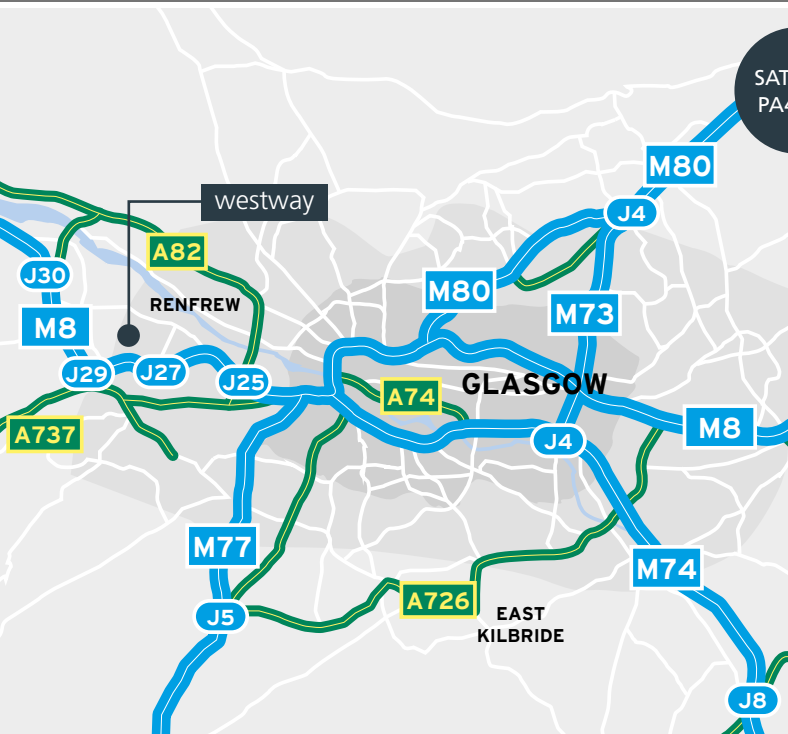 SAT
PA4
M80
westway
J4
A82
J30
M80
RENFREW
M73
M8
J29
J27
J25
GLASGOW
A74
M8
A737
J4
M77
M74
A726
J5
EAST
KILBRIDE
J8